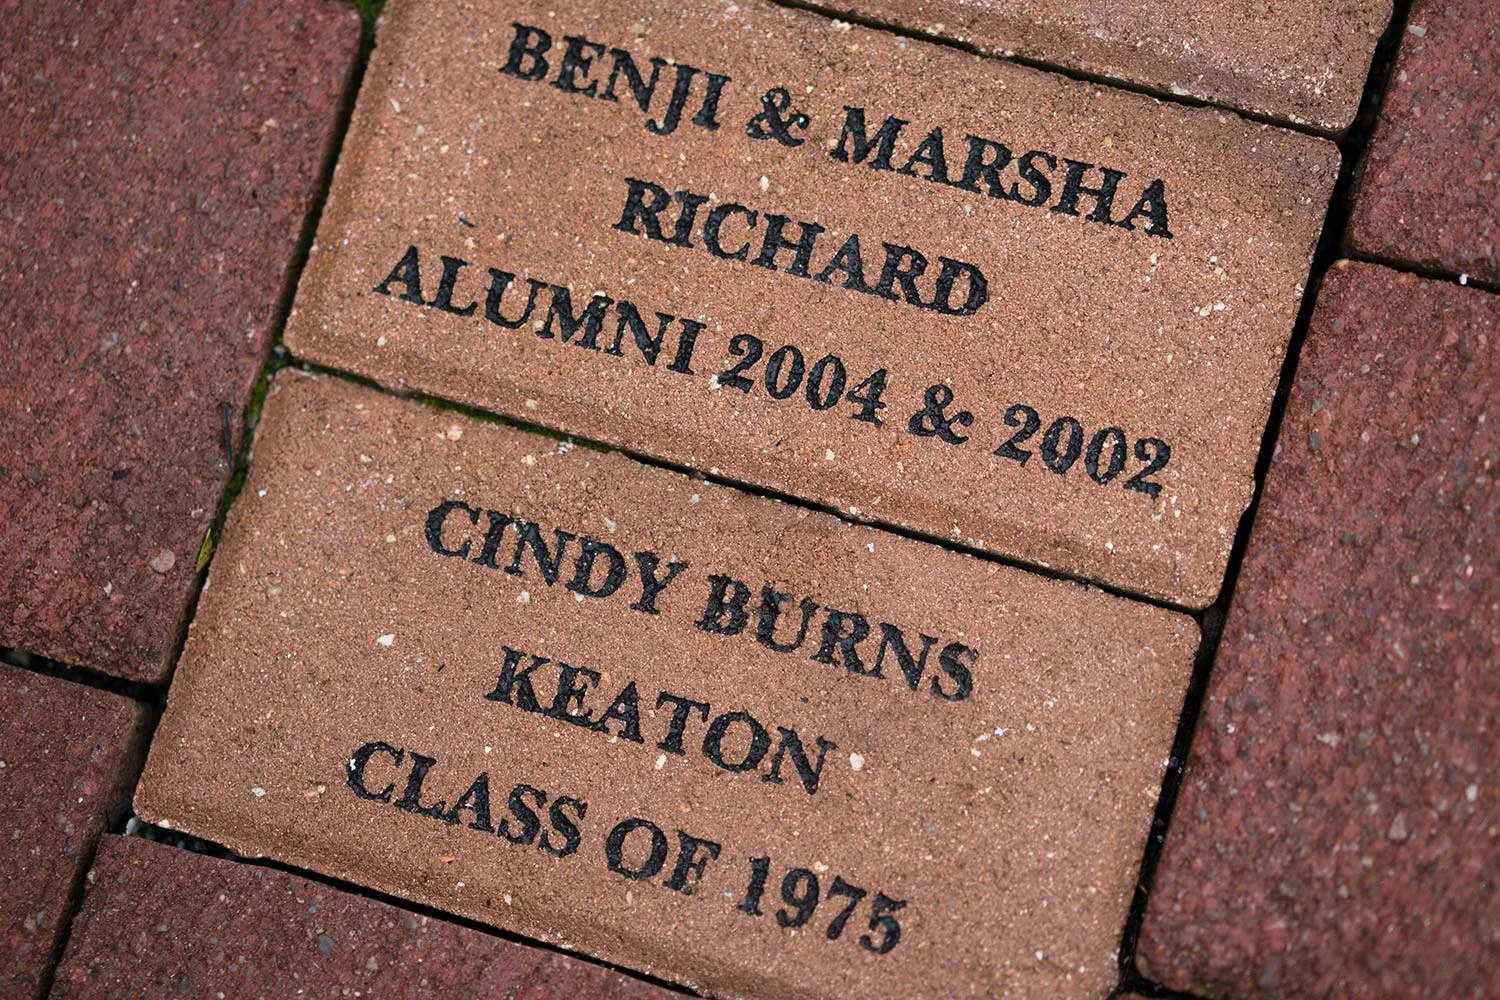 BENJI & MARSHA
RICHARD
ALUMNI 2004 & 2002
CINDY BURNS
KEATON
CLASS OF 1975